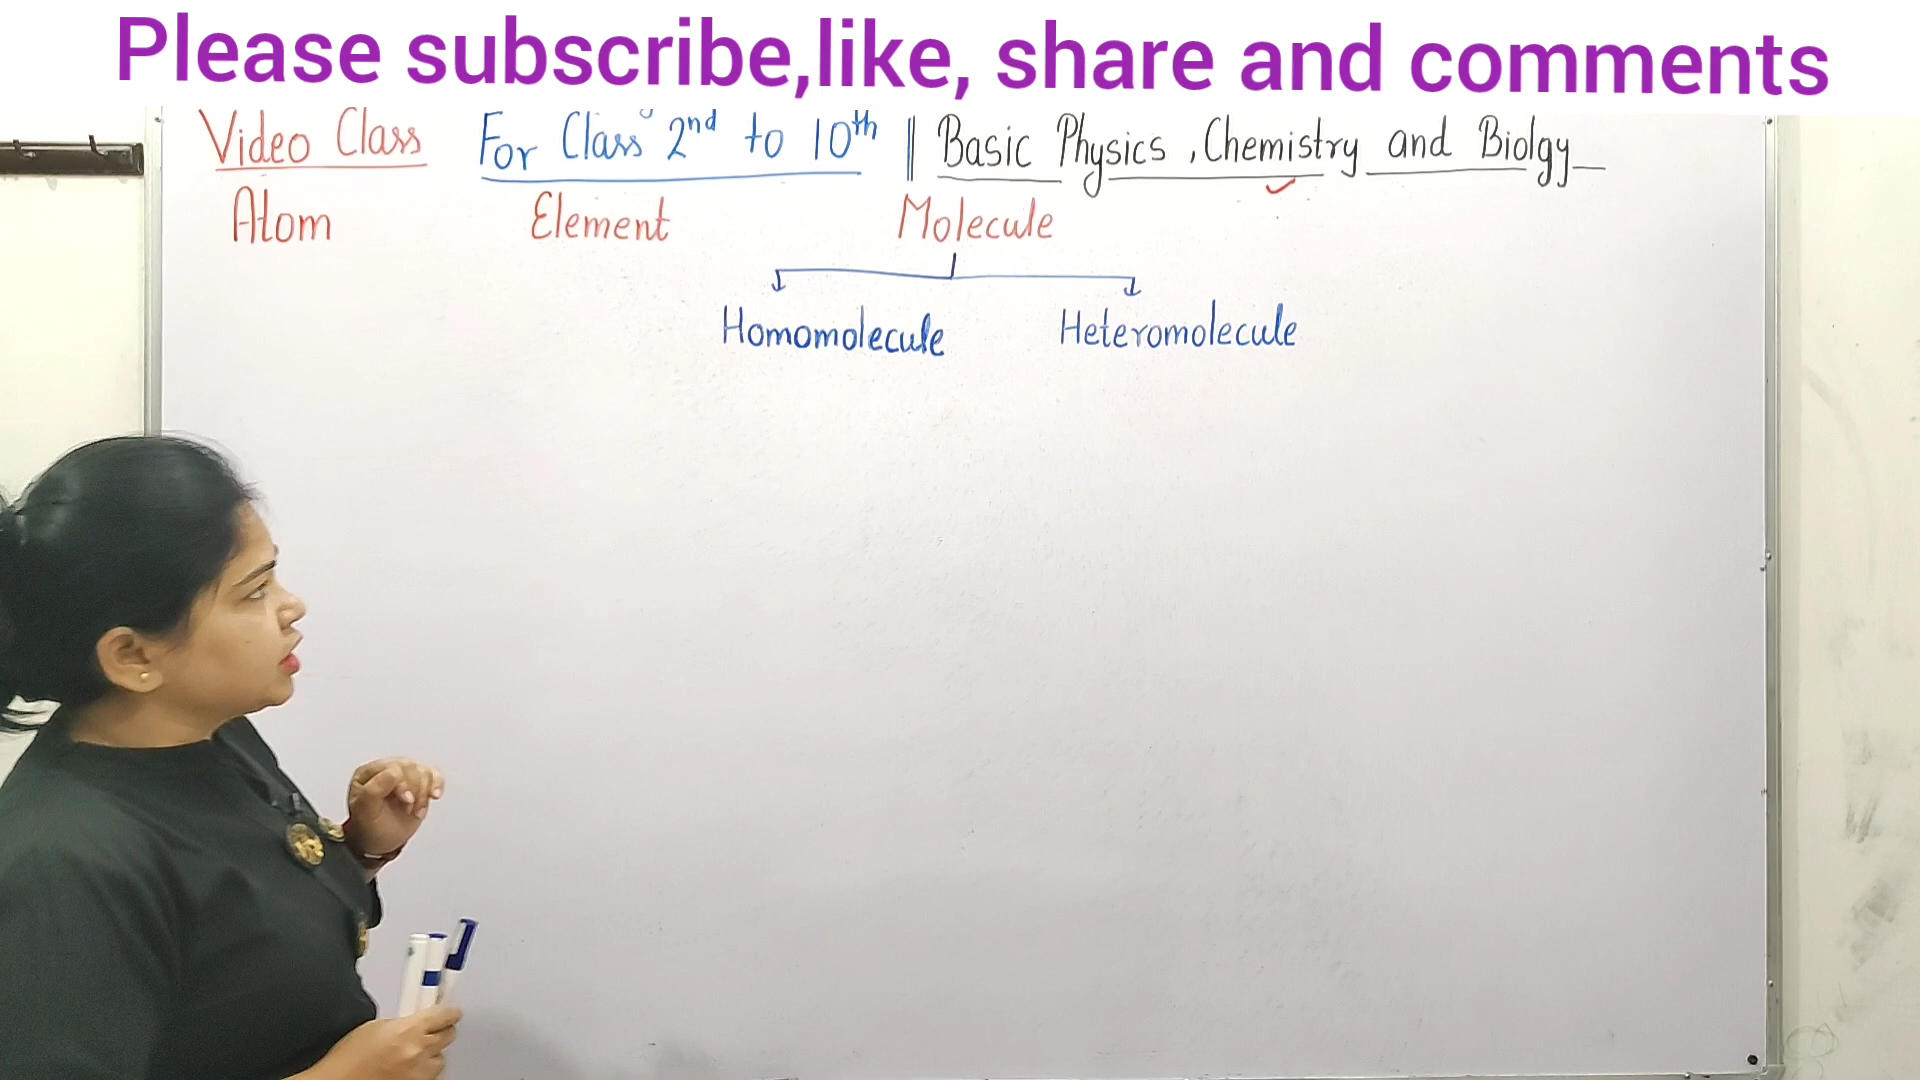 Please subscribe,like, share and comments
Video Class For Class 2nd to 10th || Basic Physics ,Chemistry and Biolgy
Atom Element Molecule
Homomolecule Heteromolecule